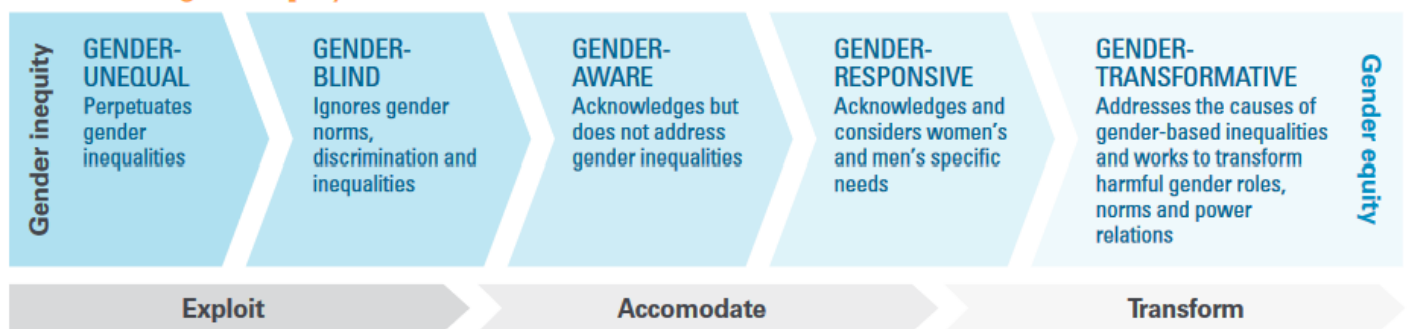 Gender inequity
GENDER-
UNEQUAL
Perpetuates
gender
inequalities
GENDER-
BLIND
Ignores gender
norms,
discrimination and
inequalities
GENDER-
AWARE
Acknowledges but
does not address
gender inequalities
GENDER-
RESPONSIVE
Acknowledges and
considers women's
and men's specific
needs
GENDER-
TRANSFORMATIVE
Addresses the causes of
gender-based inequalities
and works to transform
harmful gender roles,
norms and power
relations
Gender equity
Exploit
Accomodate
Transform